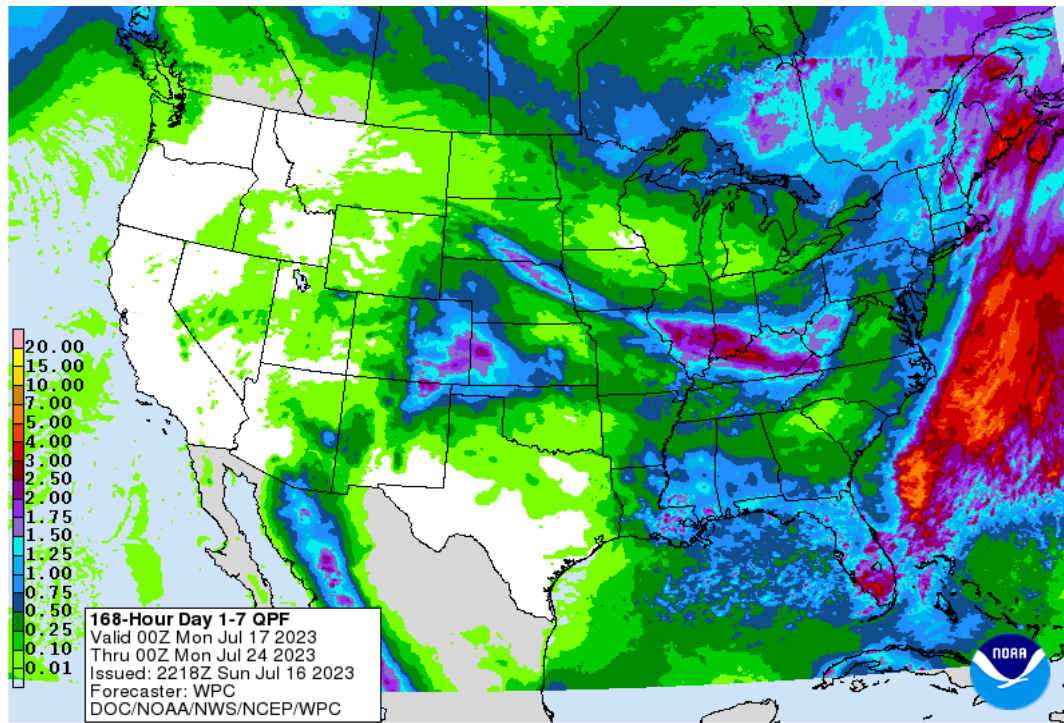 20.00
15.00
10.00
7.00
5.00
4.00
3.00
2.50
2.00
1.75
1.50
1.25
1.00
0.75
0.50
0.25
0.10
0.01
168-Hour Day 1-7 QPF
Valid 00Z Mon Jul 17 2023
Thru 00Z Mon Jul 24 2023
Issued: 2218Z Sun Jul 16 2023
Forecaster: WPC
DOC/NOAA/NWS/NCEP/WPC
NOAA